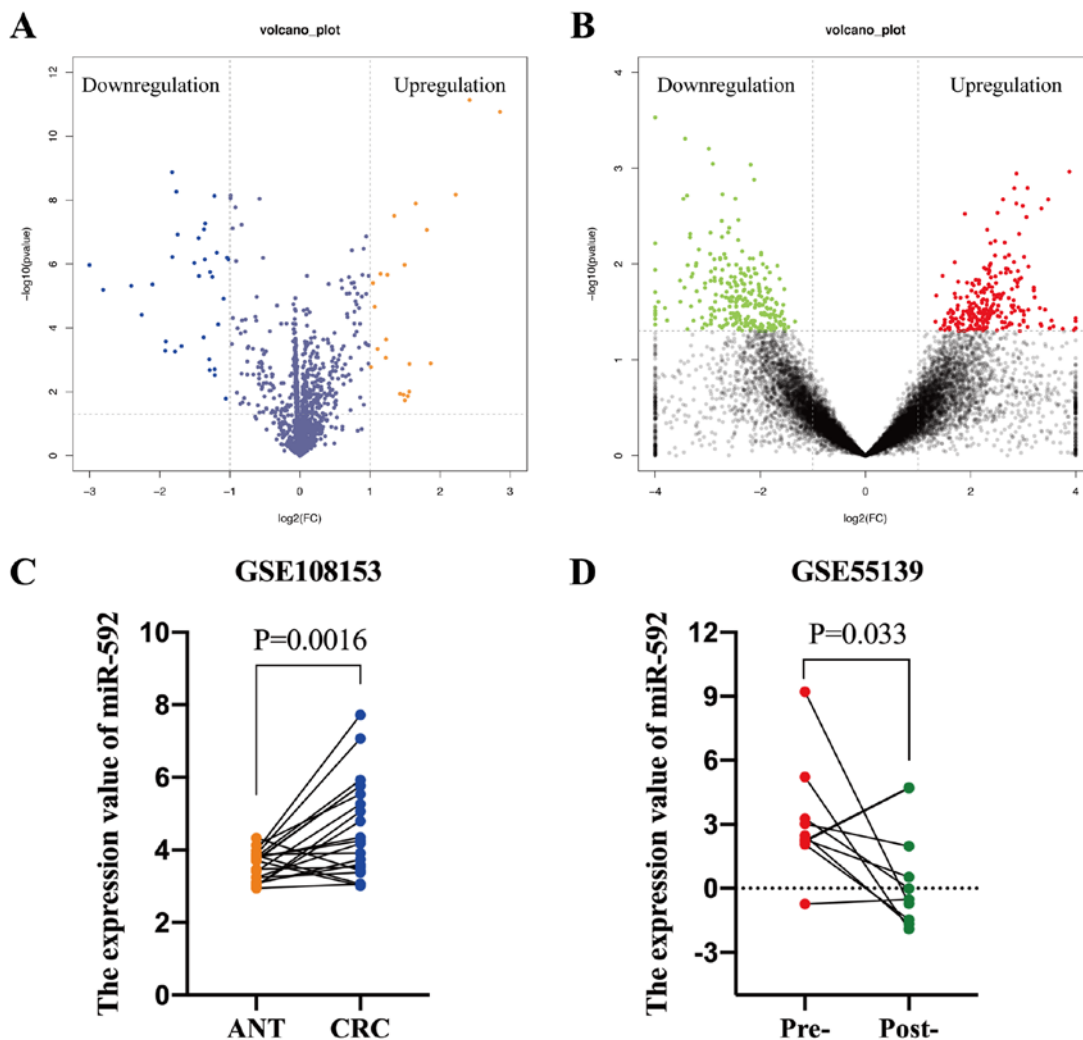 A
volcano_plot
Downregulation
Upregulation
12
10
8
6
4
2
0
-log10(pvalue)
-3
-2
-1
0
1
2
3
log2(FC)
B
volcano_plot
Downregulation
Upregulation
4
3
2
1
0
-log10(pvalue)
-4
-2
0
2
4
log2(FC)
C
GSE108153
P=0.0016
The expression value of miR-592
10
8
6
4
2
0
ANT
CRC
D
GSE55139
P=0.033
The expression value of miR-592
12
9
6
3
0
-3
Pre-
Post-